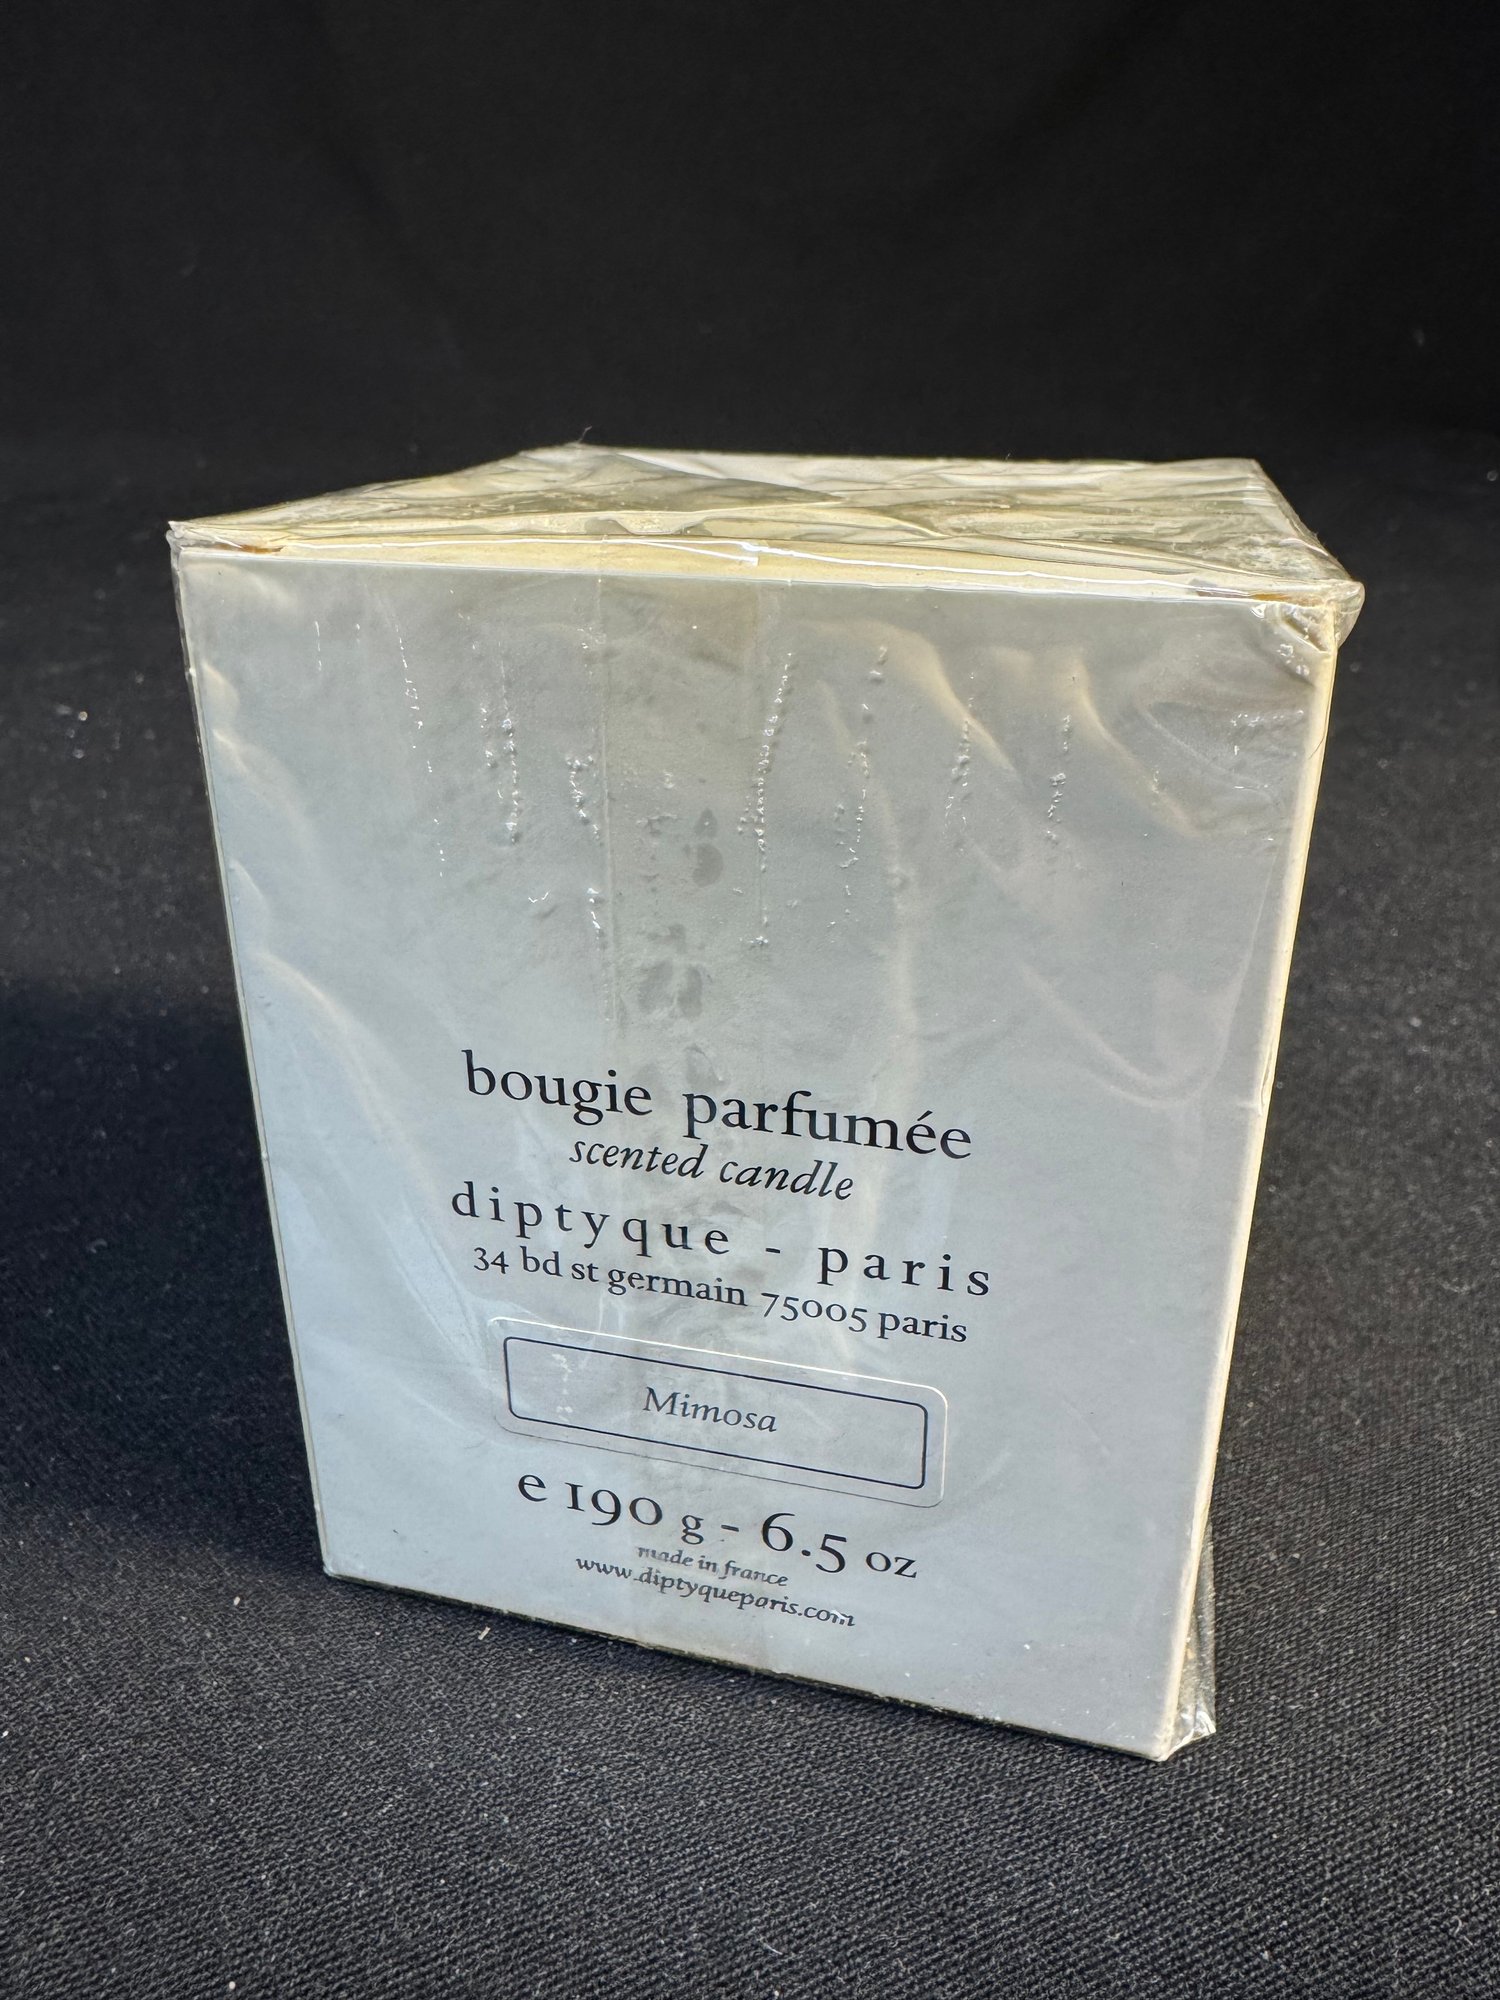 bougie parfumée
scented candle
diptyque - paris
34 bd st germain 75005 paris
Mimosa
e 190 g - 6.5 oz
made in france
www.diptyqueparis.com